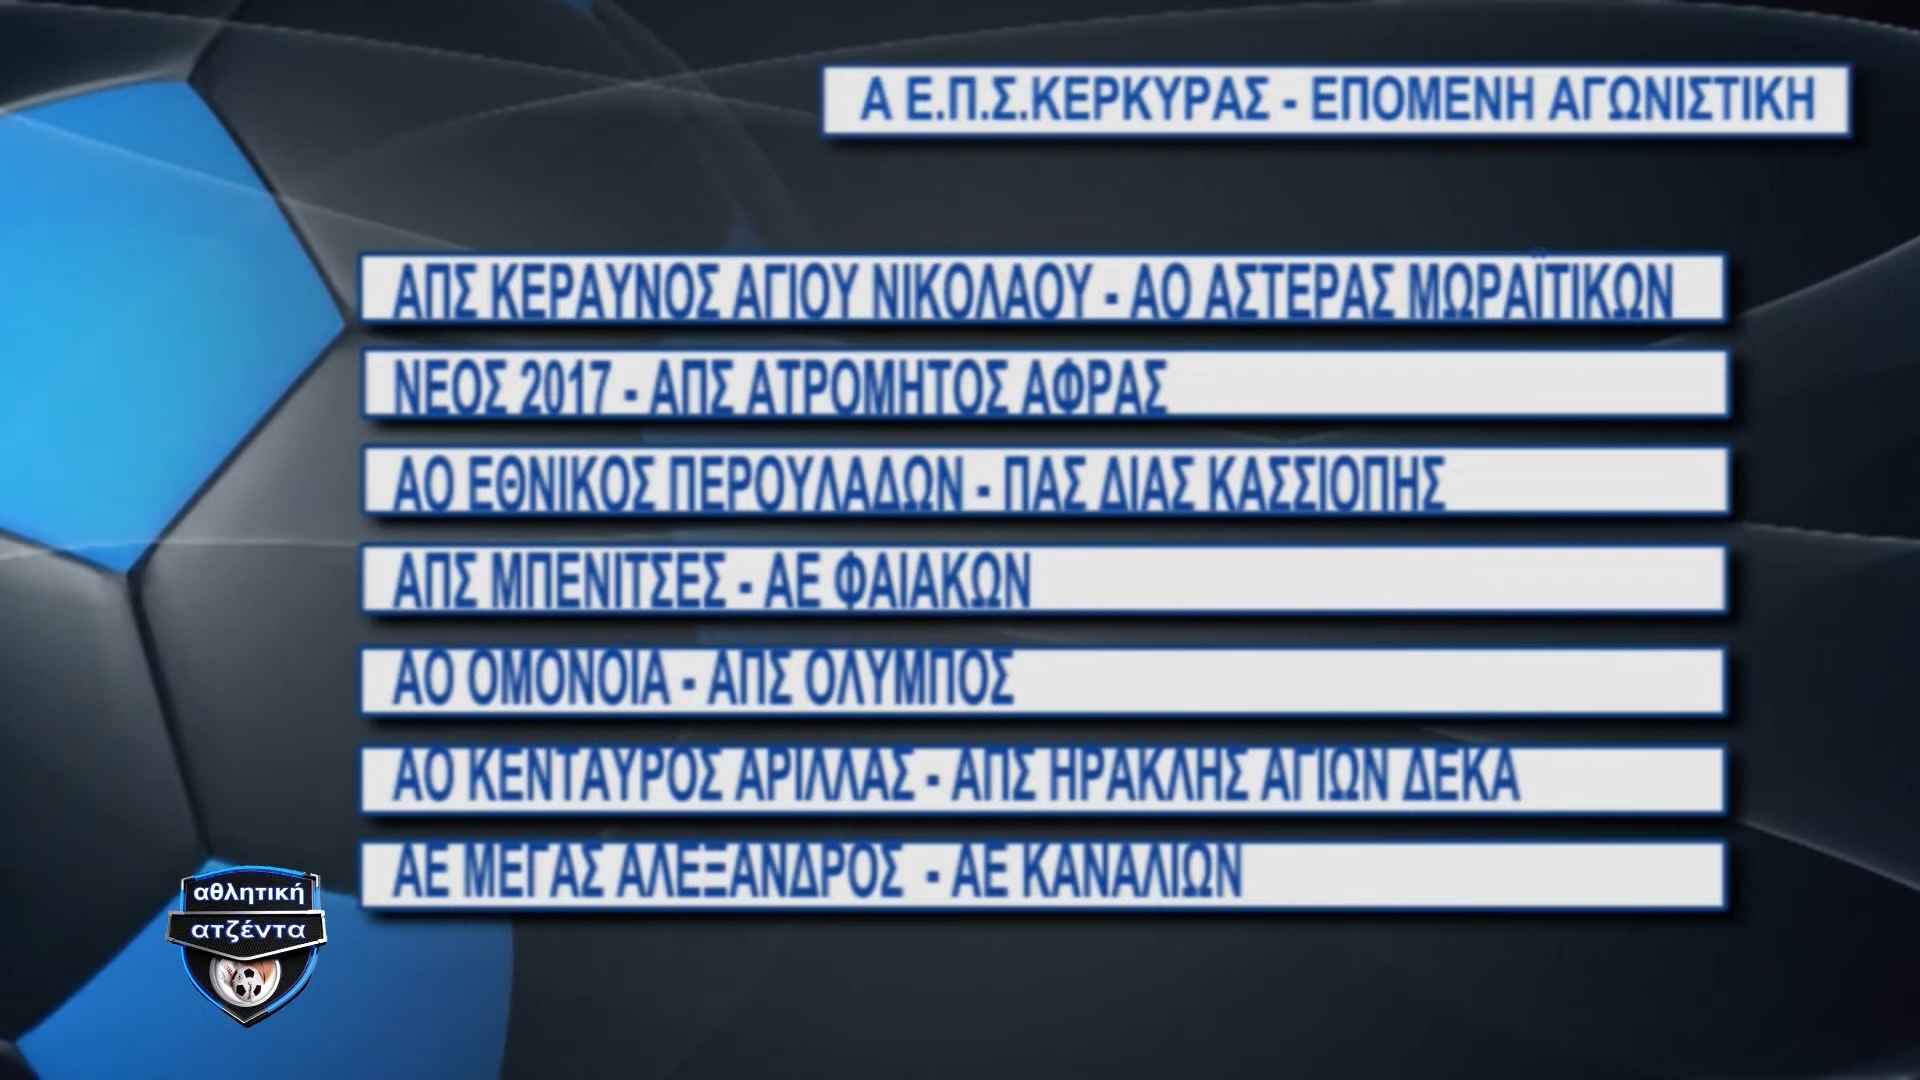 Α Ε.Π.Σ.ΚΕΡΚΥΡΑΣ - ΕΠΟΜΕΝΗ ΑΓΩΝΙΣΤΙΚΗ
ΑΠΣ ΚΕΡΑΥΝΟΣ ΑΓΙΟΥ ΝΙΚΟΛΑΟΥ - ΑΟ ΑΣΤΕΡΑΣ ΜΩΡΑΪΤΙΚΩΝ
ΝΕΟΣ 2017 - ΑΠΣ ΑΤΡΟΜΗΤΟΣ ΑΦΡΑΣ
ΑΟ ΕΘΝΙΚΟΣ ΠΕΡΟΥΛΑΔΩΝ - ΠΑΣ ΔΙΑΣ ΚΑΣΣΙΟΠΗΣ
ΑΠΣ ΜΠΕΝΙΤΣΕΣ - ΑΕ ΦΑΙΑΚΩΝ
ΑΟ ΟΜΟΝΟΙΑ - ΑΠΣ ΟΛΥΜΠΟΣ
ΑΟ ΚΕΝΤΑΥΡΟΣ ΑΡΙΛΛΑΣ - ΑΠΣ ΗΡΑΚΛΗΣ ΑΓΙΩΝ ΔΕΚΑ
ΑΕ ΜΕΓΑΣ ΑΛΕΞΑΝΔΡΟΣ - ΑΕ ΚΑΝΑΛΙΩΝ
αθλητική
ατζέντα